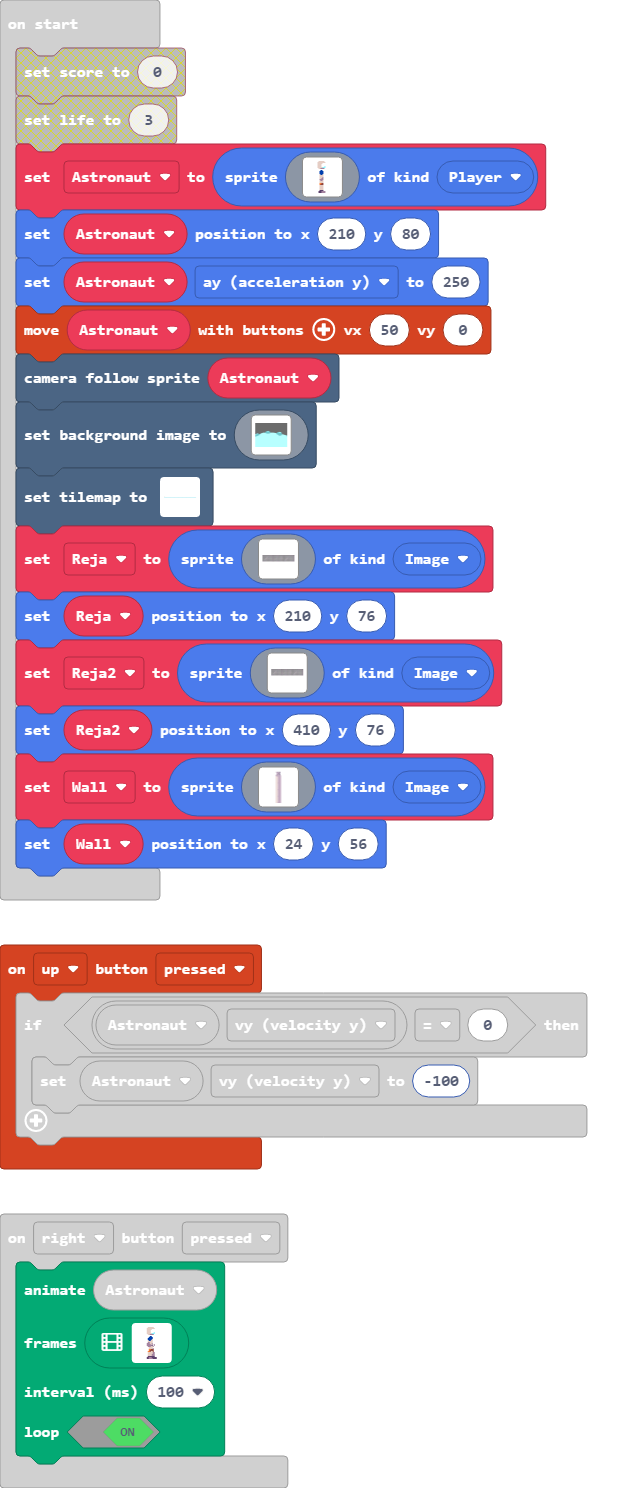 on start
set score to 0
set life to 3
set Astronaut to sprite of kind Player
set Astronaut position to x 210 y 80
set Astronaut ay (acceleration y) to 250
move Astronaut with buttons vx 50 vy 0
camera follow sprite Astronaut
set background image to
set tilemap to
set Reja to sprite of kind Image
set Reja position to x 210 y 76
set Reja2 to sprite of kind Image
set Reja2 position to x 410 y 76
set Wall to sprite of kind Image
set Wall position to x 24 y 56
on up button pressed
if Astronaut vy (velocity y) = 0 then
set Astronaut vy (velocity y) to -100
on right button pressed
animate Astronaut
frames
interval (ms) 100
loop ON